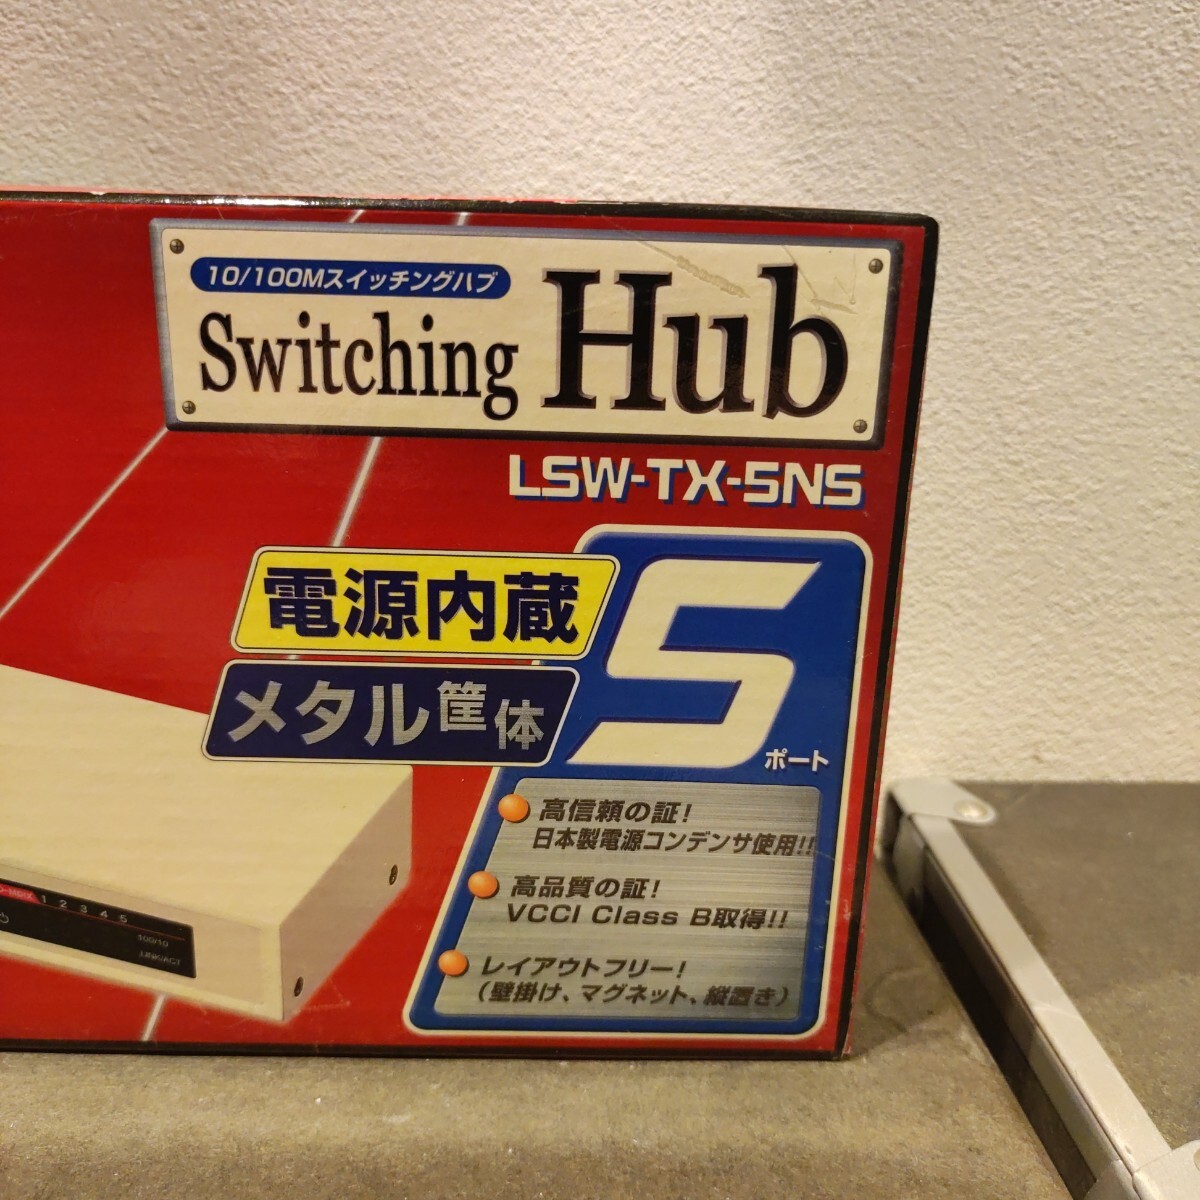 10/100Mスイッチングハブ
Switching Hub
LSW-TX-5NS
電源内蔵
メタル筐体
5
ポート
高信頼の証!
日本製電源コンデンサ使用!!
高品質の証!
VCCI Class B取得!!
レイアウトフリー!
(壁掛け、マグネット、縦置き)
1 2 3 4 5
100/10
LINK/ACT